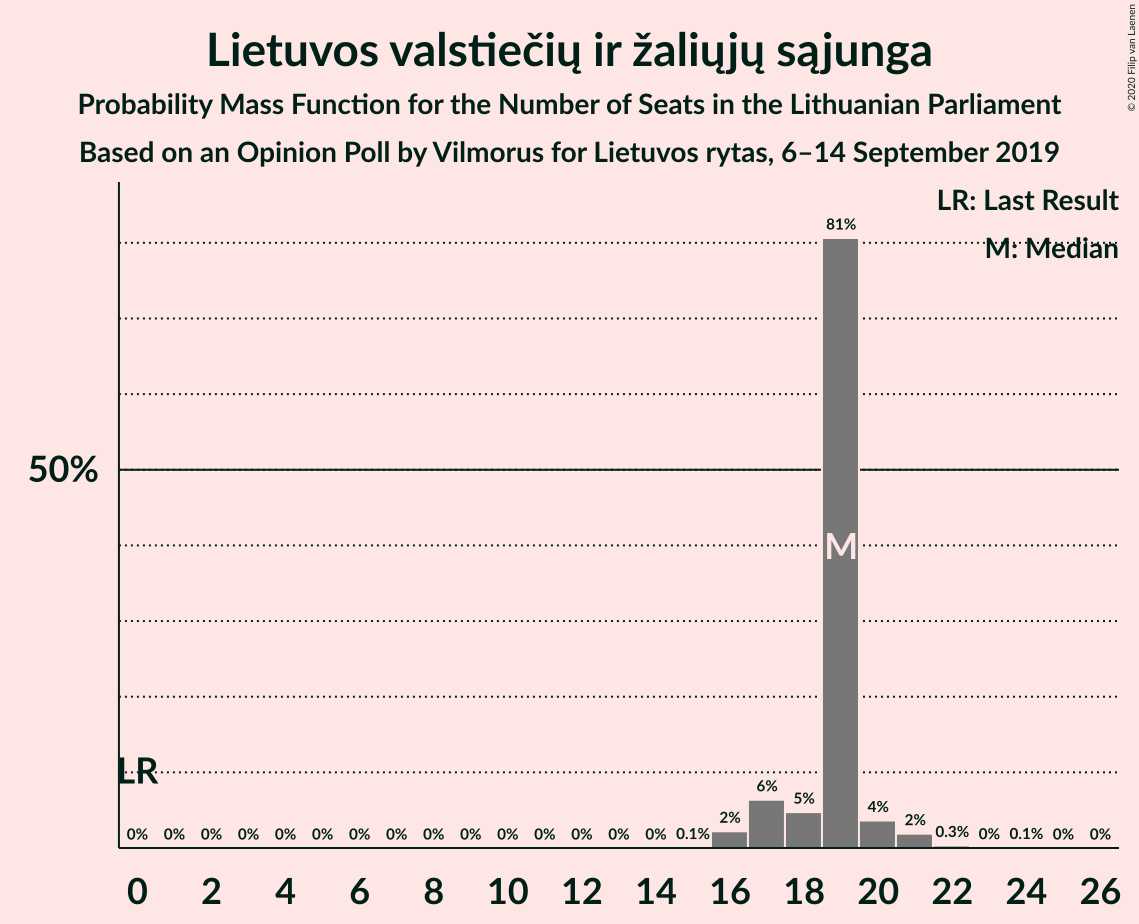 Lietuvos valstiečių ir žaliųjų sąjunga
Probability Mass Function for the Number of Seats in the Lithuanian Parliament
Based on an Opinion Poll by Vilmorus for Lietuvos rytas, 6–14 September 2019
© 2020 Filip van Laenen
LR: Last Result
M: Median
81%
50%
M
LR
0% 0% 0% 0% 0% 0% 0% 0% 0% 0% 0% 0% 0% 0% 0% 0.1% 2% 6% 5% 4% 2% 0.3% 0% 0.1% 0% 0%
0 2 4 6 8 10 12 14 16 18 20 22 24 26